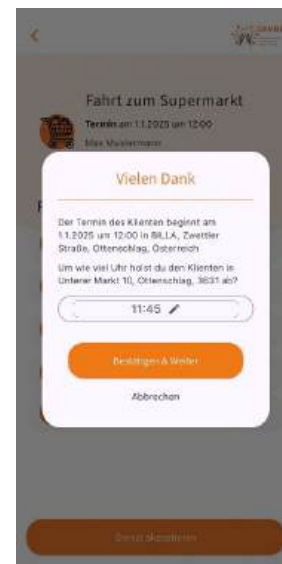 Fahrt zum Supermarkt
Termin am 1.1.2025 um 12:00
Max Mustermann
Vielen Dank
Der Termin des Klienten beginnt am
1.1.2025 um 12:00 in BILLA, Zwettler
Straße, Ottenschlag, Österreich
Um wie viel Uhr holst du den Klienten in
Unterer Markt 10, Ottenschlag, 3631 ab?
11:45
Bestätigen & Weiter
Abbrechen
Dienst akzeptieren